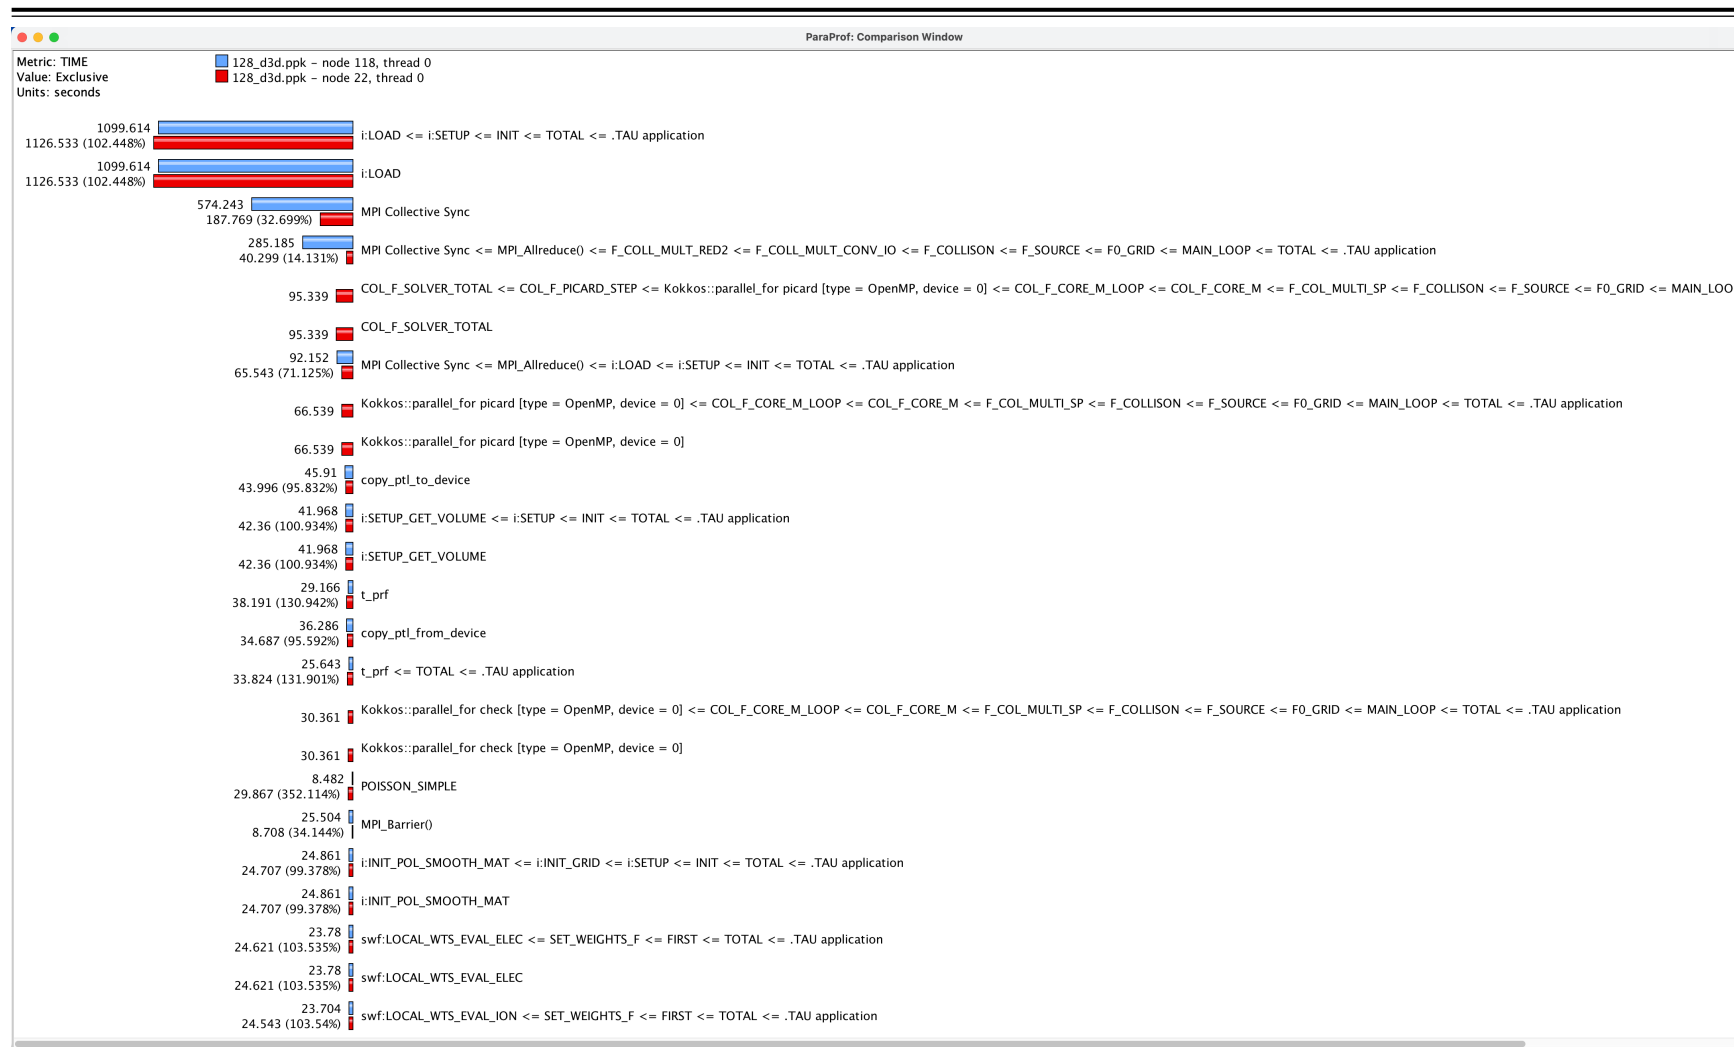 ParaProf: Comparison Window
Metric: TIME
Value: Exclusive
Units: seconds
128_d3d.ppk – node 118, thread 0
128_d3d.ppk – node 22, thread 0
1099.614
1126.533 (102.448%)
i:LOAD <= i:SETUP <= INIT <= TOTAL <= .TAU application
1099.614
1126.533 (102.448%)
i:LOAD
574.243
187.769 (32.699%)
MPI Collective Sync
285.185
40.299 (14.131%)
MPI Collective Sync <= MPI_Allreduce() <= F_COLL_MULT_RED2 <= F_COLL_MULT_CONV_IO <= F_COLLISON <= F_SOURCE <= F0_GRID <= MAIN_LOOP <= TOTAL <= .TAU application
95.339
COL_F_SOLVER_TOTAL <= COL_F_PICARD_STEP <= Kokkos::parallel_for picard [type = OpenMP, device = 0] <= COL_F_CORE_M_LOOP <= COL_F_CORE_M <= F_COL_MULTI_SP <= F_COLLISON <= F_SOURCE <= F0_GRID <= MAIN_LOO
95.339
COL_F_SOLVER_TOTAL
92.152
65.543 (71.125%)
MPI Collective Sync <= MPI_Allreduce() <= i:LOAD <= i:SETUP <= INIT <= TOTAL <= .TAU application
66.539
Kokkos::parallel_for picard [type = OpenMP, device = 0] <= COL_F_CORE_M_LOOP <= COL_F_CORE_M <= F_COL_MULTI_SP <= F_COLLISON <= F_SOURCE <= F0_GRID <= MAIN_LOOP <= TOTAL <= .TAU application
66.539
Kokkos::parallel_for picard [type = OpenMP, device = 0]
45.91
43.996 (95.832%)
copy_ptl_to_device
41.968
42.36 (100.934%)
i:SETUP_GET_VOLUME <= i:SETUP <= INIT <= TOTAL <= .TAU application
41.968
42.36 (100.934%)
i:SETUP_GET_VOLUME
29.166
38.191 (130.942%)
t_prf
36.286
34.687 (95.592%)
copy_ptl_from_device
25.643
33.824 (131.901%)
t_prf <= TOTAL <= .TAU application
30.361
Kokkos::parallel_for check [type = OpenMP, device = 0] <= COL_F_CORE_M_LOOP <= COL_F_CORE_M <= F_COL_MULTI_SP <= F_COLLISON <= F_SOURCE <= F0_GRID <= MAIN_LOOP <= TOTAL <= .TAU application
30.361
Kokkos::parallel_for check [type = OpenMP, device = 0]
8.482
29.867 (352.114%)
POISSON_SIMPLE
25.504
8.708 (34.144%)
MPI_Barrier()
24.861
24.707 (99.378%)
i:INIT_POL_SMOOTH_MAT <= i:INIT_GRID <= i:SETUP <= INIT <= TOTAL <= .TAU application
24.861
24.707 (99.378%)
i:INIT_POL_SMOOTH_MAT
23.78
24.621 (103.535%)
swf:LOCAL_WTS_EVAL_ELEC <= SET_WEIGHTS_F <= FIRST <= TOTAL <= .TAU application
23.78
24.621 (103.535%)
swf:LOCAL_WTS_EVAL_ELEC
23.704
24.543 (103.54%)
swf:LOCAL_WTS_EVAL_ION <= SET_WEIGHTS_F <= FIRST <= TOTAL <= .TAU application